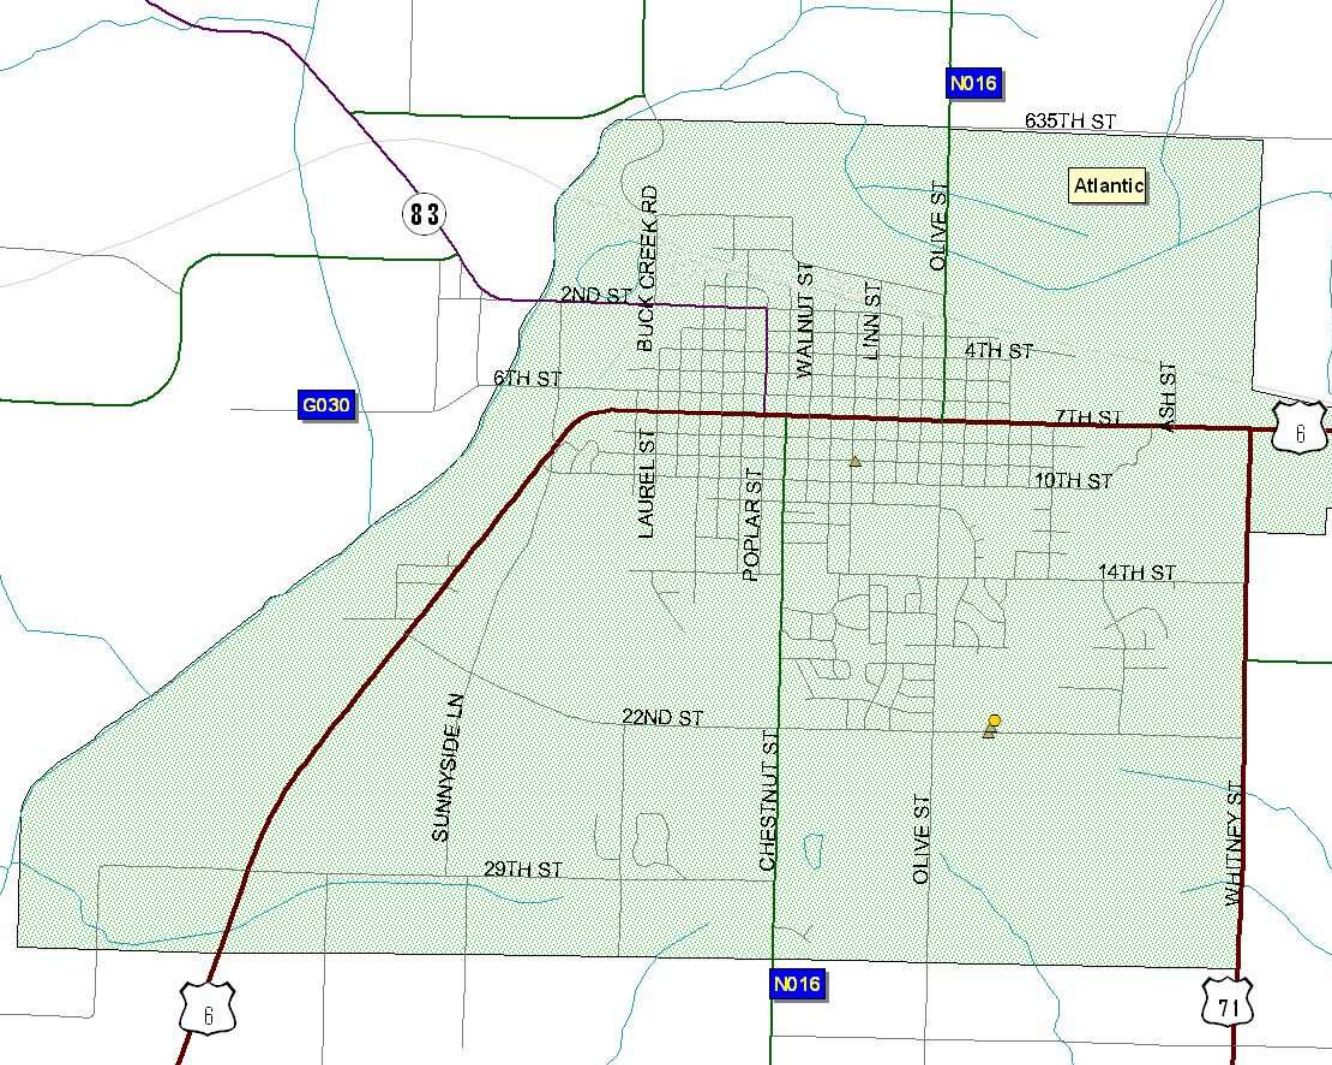 N016
635TH ST
Atlantic
83
BUCK CREEK RD
OLIVE ST
2ND ST
WALNUT ST
LINN ST
4TH ST
6TH ST
ASH ST
G030
7TH ST
6
LAUREL ST
POPLAR ST
10TH ST
14TH ST
SUNNYSIDE LN
22ND ST
CHESTNUT ST
OLIVE ST
WHITNEY ST
29TH ST
N016
6
71